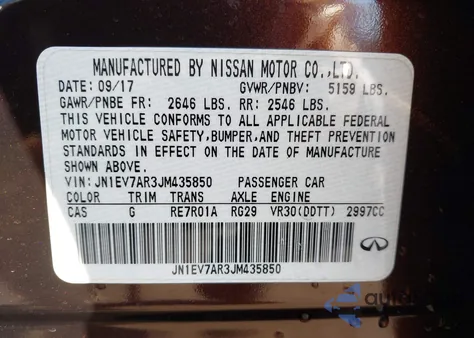 MANUFACTURED BY NISSAN MOTOR CO.,LTD.
DATE: 09/17 GVWR/PNBV: 5159 LBS.
GAWR/PNBE FR: 2646 LBS. RR: 2546 LBS.
THIS VEHICLE CONFORMS TO ALL APPLICABLE FEDERAL
MOTOR VEHICLE SAFETY,BUMPER,AND THEFT PREVENTION
STANDARDS IN EFFECT ON THE DATE OF MANUFACTURE
SHOWN ABOVE.
VIN: JN1EV7AR3JM435850 PASSENGER CAR
COLOR TRIM TRANS AXLE ENGINE
CAS G RE7R01A RG29 VR30(DDTT) 2997CC
JN1EV7AR3JM435850